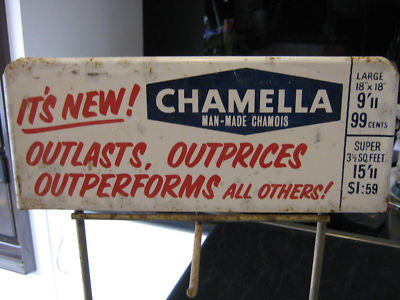 IT'S NEW!
CHAMELLA
MAN-MADE CHAMOIS
OUTLASTS, OUTPRICES
OUTPERFORMS ALL OTHERS!
LARGE
18" x 18"
9'11
99 CENTS
SUPER
3½ SQ. FEET
15'11
$1:59